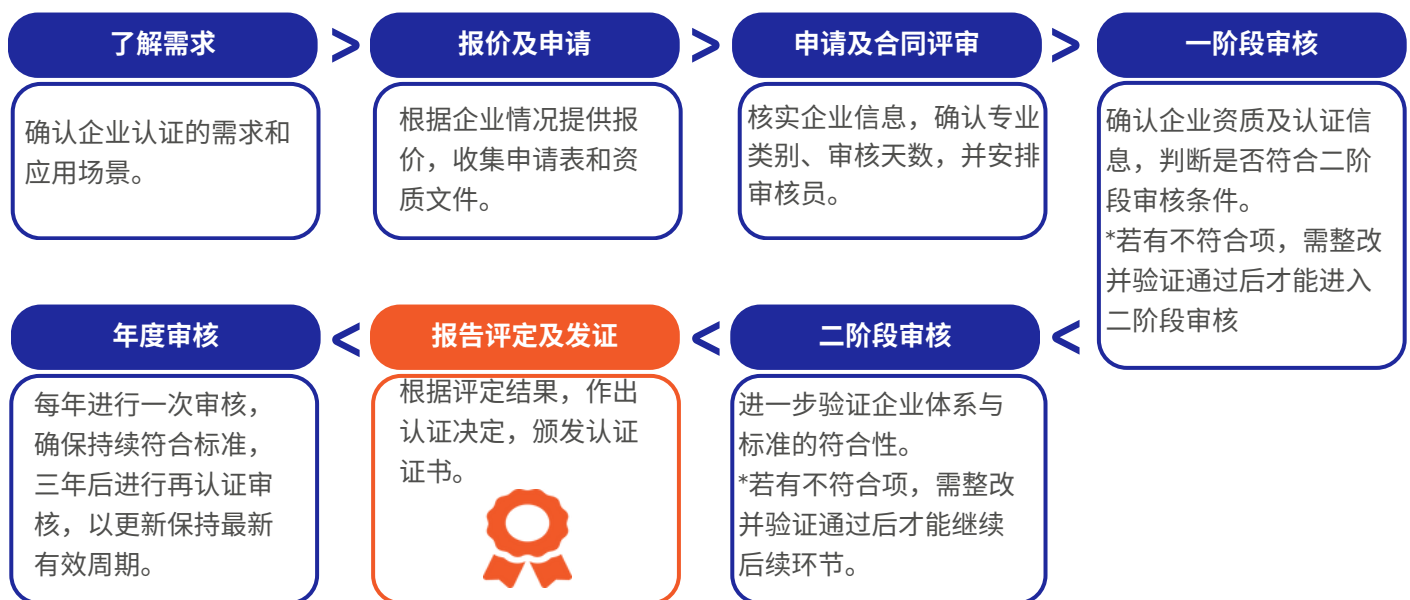 了解需求
>
报价及申请
>
申请及合同评审
>
一阶段审核
确认企业认证的需求和
应用场景。
根据企业情况提供报
价，收集申请表和资
质文件。
核实企业信息，确认专业
类别、审核天数，并安排
审核员。
确认企业资质及认证信
息，判断是否符合二阶
段审核条件。
*若有不符合项，需整改
并验证通过后才能进入
二阶段审核
<
二阶段审核
进一步验证企业体系与
标准的符合性。
*若有不符合项，需整改
并验证通过后才能继续
后续环节。
<
报告评定及发证
根据评定结果，作出
认证决定，颁发认证
证书。
<
年度审核
每年进行一次审核，
确保持续符合标准，
三年后进行再认证审
核，以更新保持最新
有效周期。